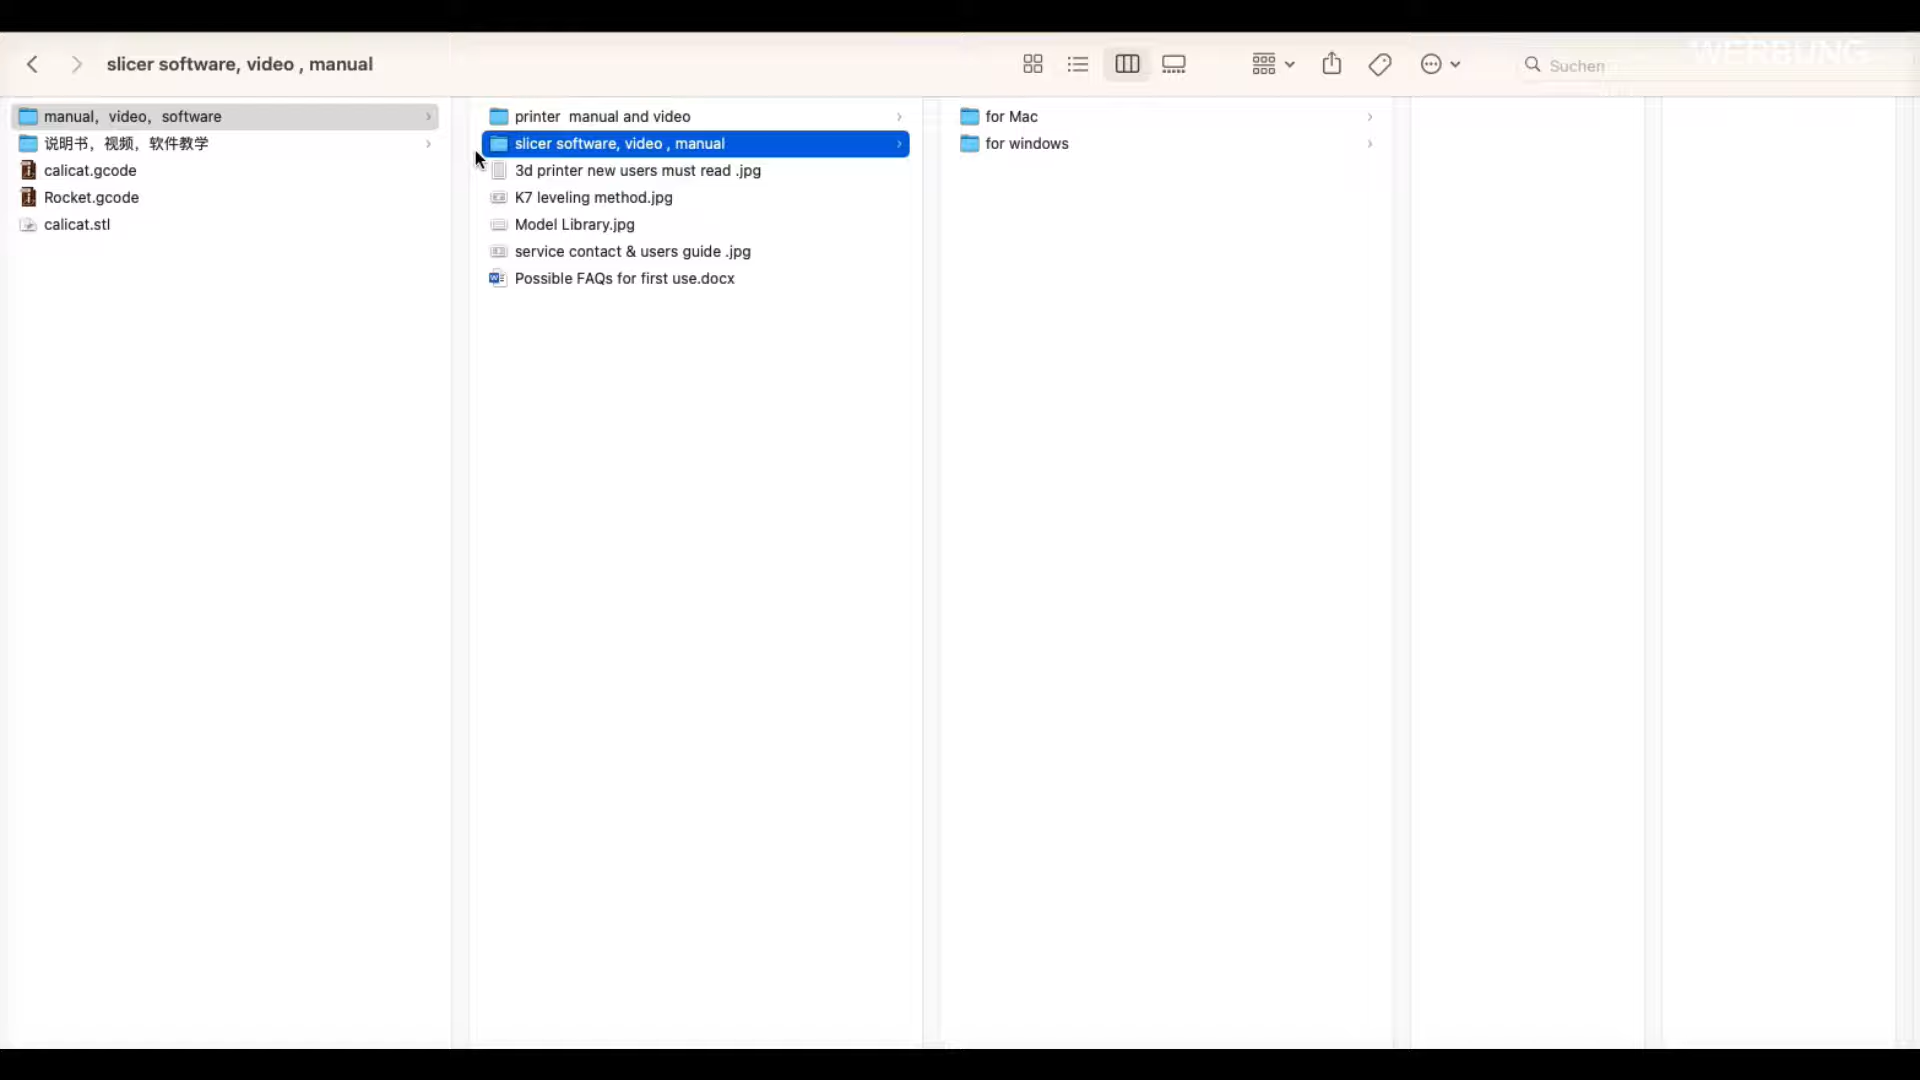 slicer software, video , manual
WERBUNG
Suchen
manual， video， software
说明书，视频，软件教学
calicat.gcode
Rocket.gcode
calicat.stl
printer  manual and video
slicer software, video , manual
3d printer new users must read .jpg
K7 leveling method.jpg
Model Library.jpg
service contact & users guide .jpg
Possible FAQs for first use.docx
for Mac
for windows